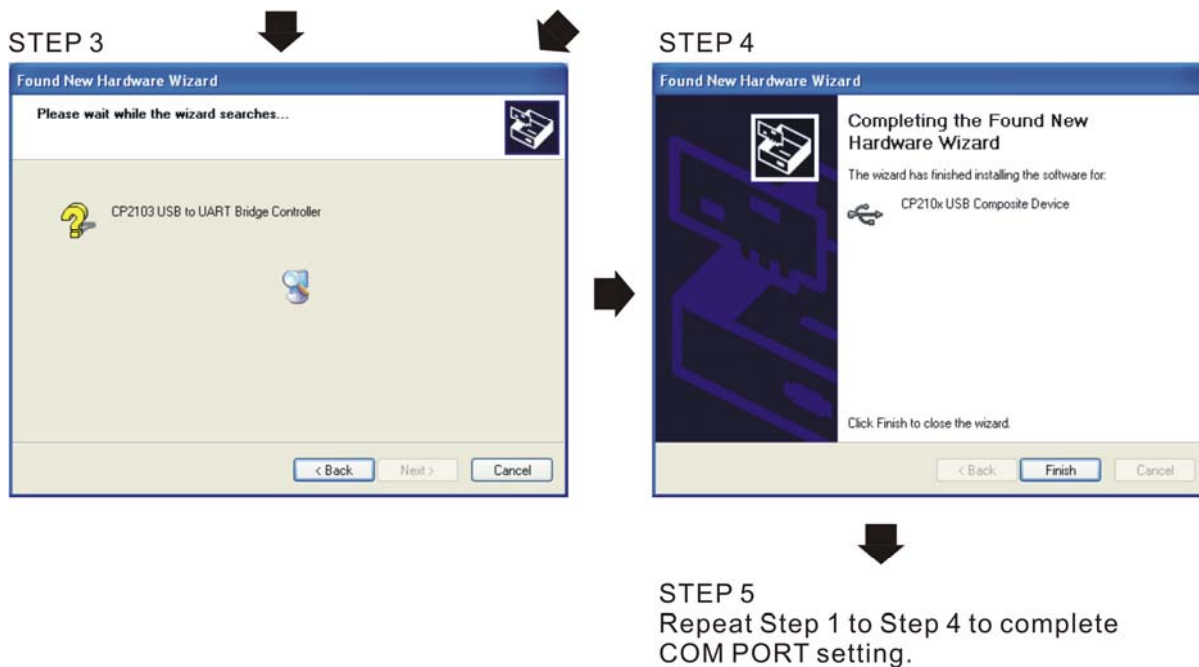 STEP 3
Found New Hardware Wizard
Please wait while the wizard searches...
CP2103 USB to UART Bridge Controller
< Back
Next >
Cancel
STEP 4
Found New Hardware Wizard
Completing the Found New
Hardware Wizard
The wizard has finished installing the software for:
CP210x USB Composite Device
Click Finish to close the wizard.
< Back
Finish
Cancel
STEP 5
Repeat Step 1 to Step 4 to complete
COM PORT setting.